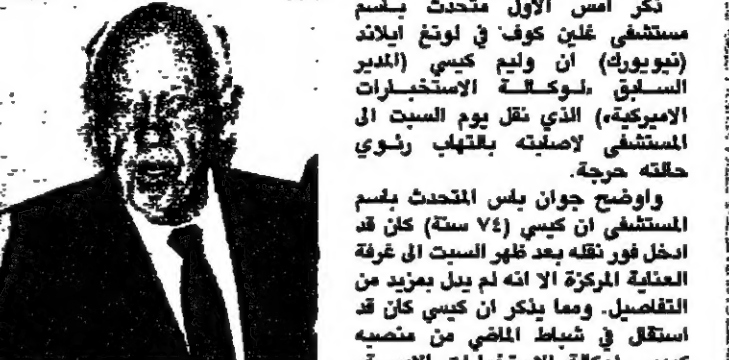 ذكر امس الاول متحدث باسم
مستشفى غلين كوف في لونغ ايلاند
(نيويورك) ان وليم كيسي (المدير
السابق لوكالة الاستخبارات
الاميركية) الذي نقل يوم السبت الى
المستشفى لاصابته بالتهاب رئوي
حالته حرجة.
واوضح جوان بلس المتحدث باسم
المستشفى ان كيسي (٧٤ سنة) كان قد
ادخل فور نقله بعد ظهر السبت الى غرفة
العناية المركزة الا انه لم يدل بمزيد من
التفاصيل. ومما يذكر ان كيسي كان قد
استقال في شباط الماضي من منصبه